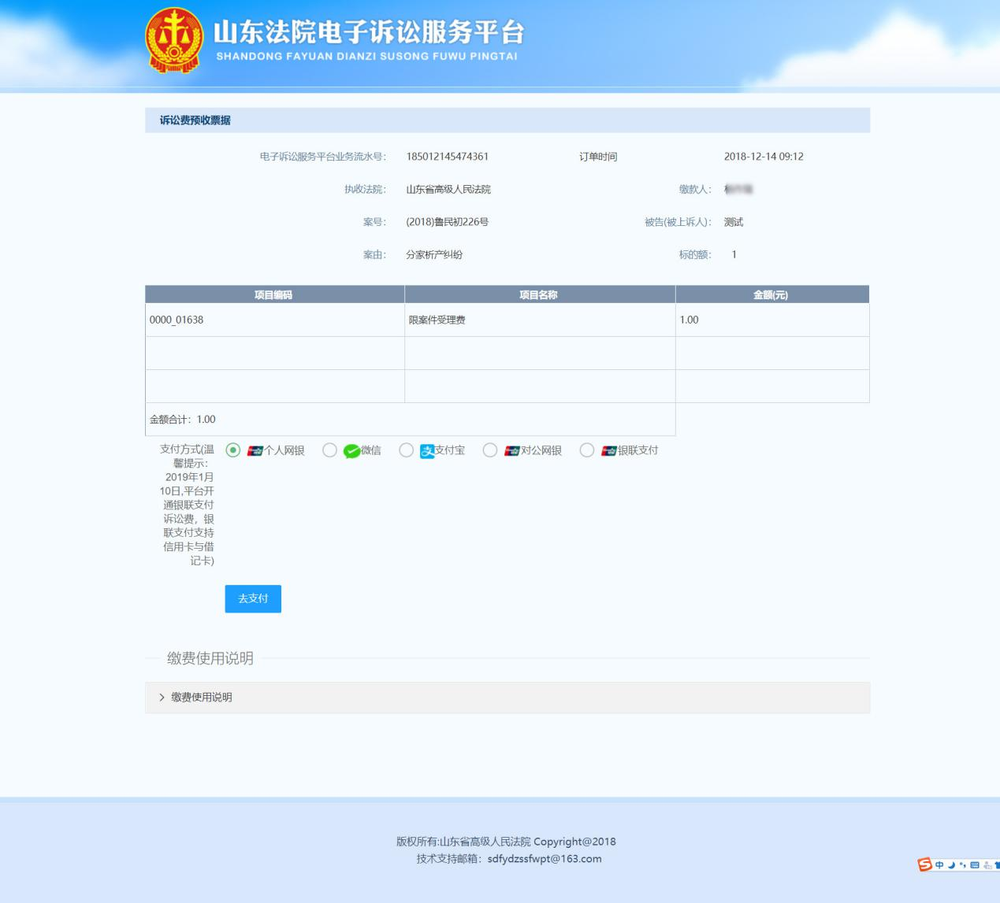 山东法院电子诉讼服务平台
SHANDONG FAYUAN DIANZI SUSONG FUWU PINGTAI
诉讼费预收票据
电子诉讼服务平台业务流水号： 185012145474361 订单时间 2018-12-14 09:12
执收法院： 山东省高级人民法院 缴款人：
案号： (2018)鲁民初226号 被告(被上诉人)： 测试
案由： 分家析产纠纷 标的额： 1
项目编码 项目名称 金额(元)
0000_01638 限案件受理费 1.00
金额合计：1.00
支付方式(温 个人网银 微信 支付宝 对公网银 银联支付
馨提示：
2019年1月
10日,平台开
通银联支付
诉讼费，银
联支付支持
信用卡与借
记卡)
去支付
缴费使用说明
缴费使用说明
版权所有:山东省高级人民法院 Copyright@2018
技术支持邮箱：sdfydzssfwpt@163.com
中